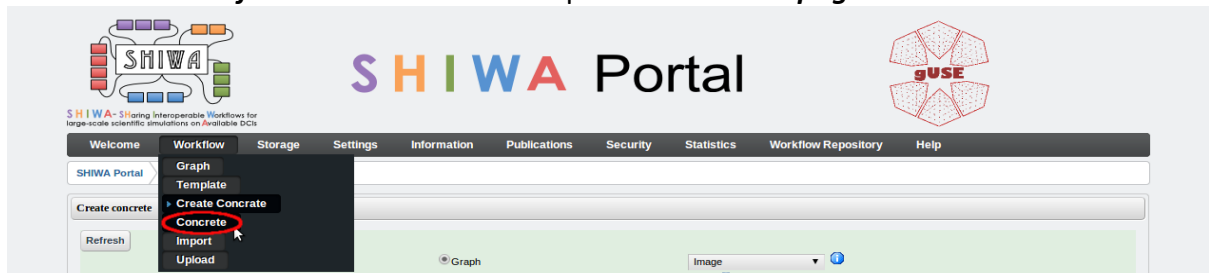 SHIWA
SHIWA- SHaring Interoperable Workflows for
large-scale scientific simulations on Available DCIs
SHIWA Portal
gUSE
Welcome Workflow Storage Settings Information Publications Security Statistics Workflow Repository Help
SHIWA Portal
Graph
Template
Create Concrate
Concrete
Import
Upload
Create concrete
Refresh
Graph
Image